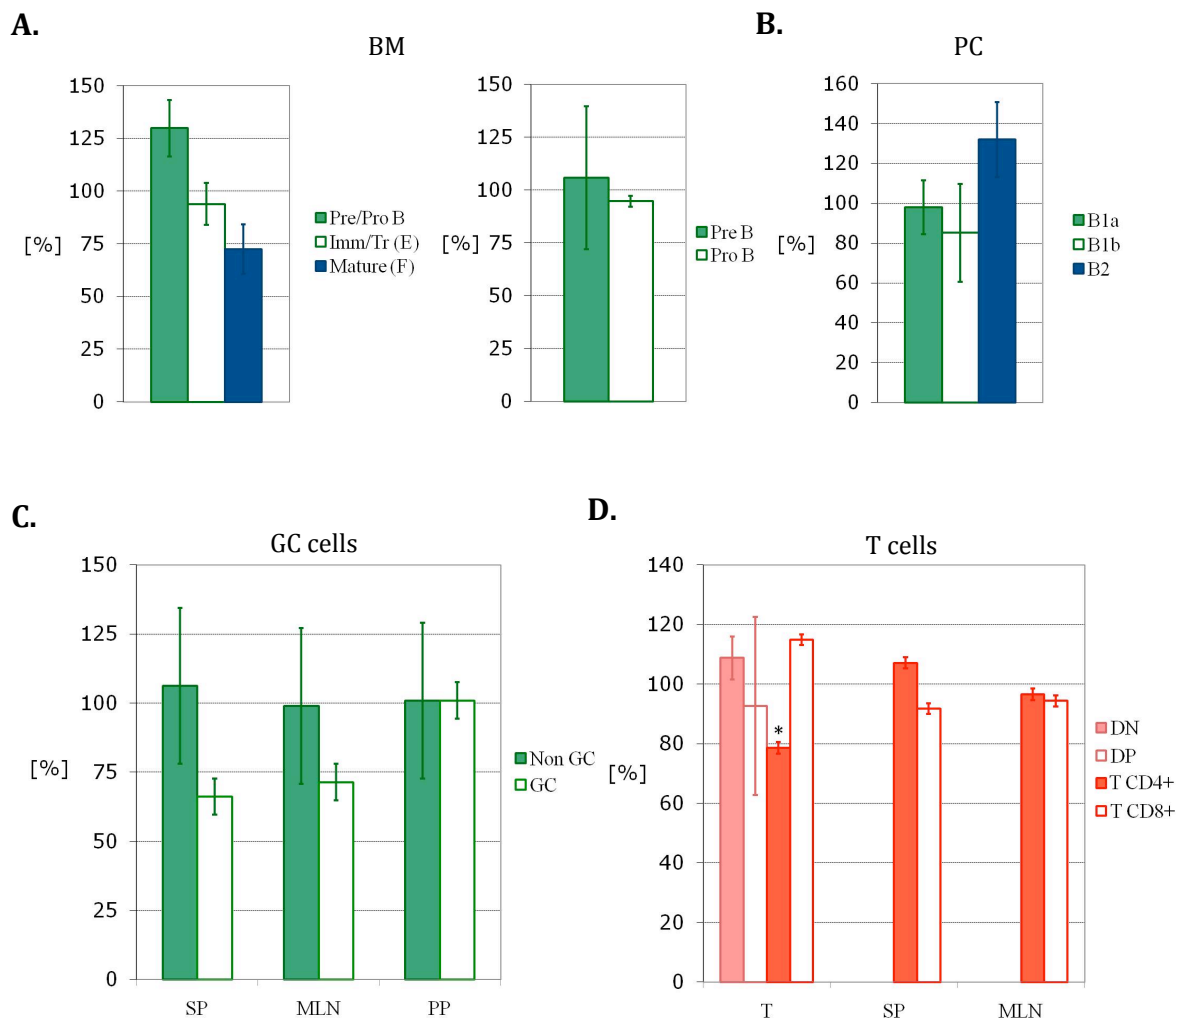 A.
BM
150
125
100
75
50
25
0
[%]
Pre/Pro B
Imm/Tr (E)
Mature (F)
150
125
100
75
50
25
0
[%]
Pre B
Pro B
B.
PC
160
140
120
100
80
60
40
20
0
[%]
B1a
B1b
B2
C.
GC cells
150
125
100
75
50
25
0
[%]
SP
MLN
PP
Non GC
GC
D.
T cells
140
120
100
80
60
40
20
0
[%]
*
T
SP
MLN
DN
DP
T CD4+
T CD8+